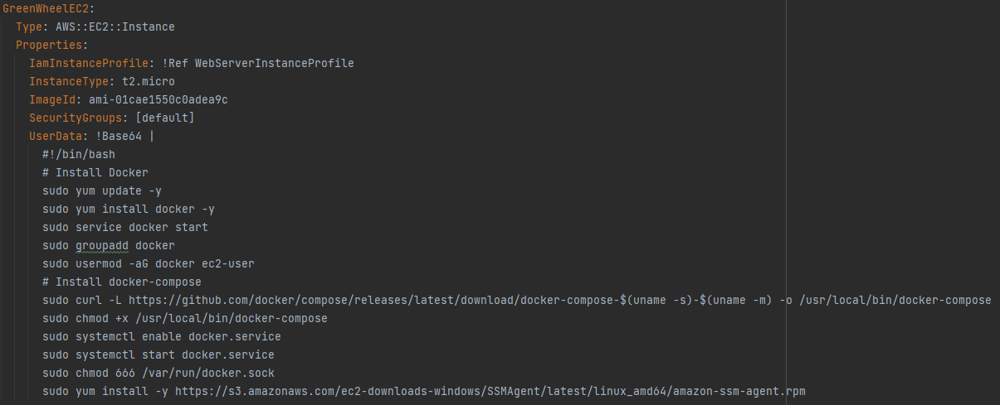 GreenWheelEC2:
  Type: AWS::EC2::Instance
  Properties:
    IamInstanceProfile: !Ref WebServerInstanceProfile
    InstanceType: t2.micro
    ImageId: ami-01cae1550c0adea9c
    SecurityGroups: [default]
    UserData: !Base64 |
      #!/bin/bash
      # Install Docker
      sudo yum update -y
      sudo yum install docker -y
      sudo service docker start
      sudo groupadd docker
      sudo usermod -aG docker ec2-user
      # Install docker-compose
      sudo curl -L https://github.com/docker/compose/releases/latest/download/docker-compose-$(uname -s)-$(uname -m) -o /usr/local/bin/docker-compose
      sudo chmod +x /usr/local/bin/docker-compose
      sudo systemctl enable docker.service
      sudo systemctl start docker.service
      sudo chmod 666 /var/run/docker.sock
      sudo yum install -y https://s3.amazonaws.com/ec2-downloads-windows/SSMAgent/latest/linux_amd64/amazon-ssm-agent.rpm